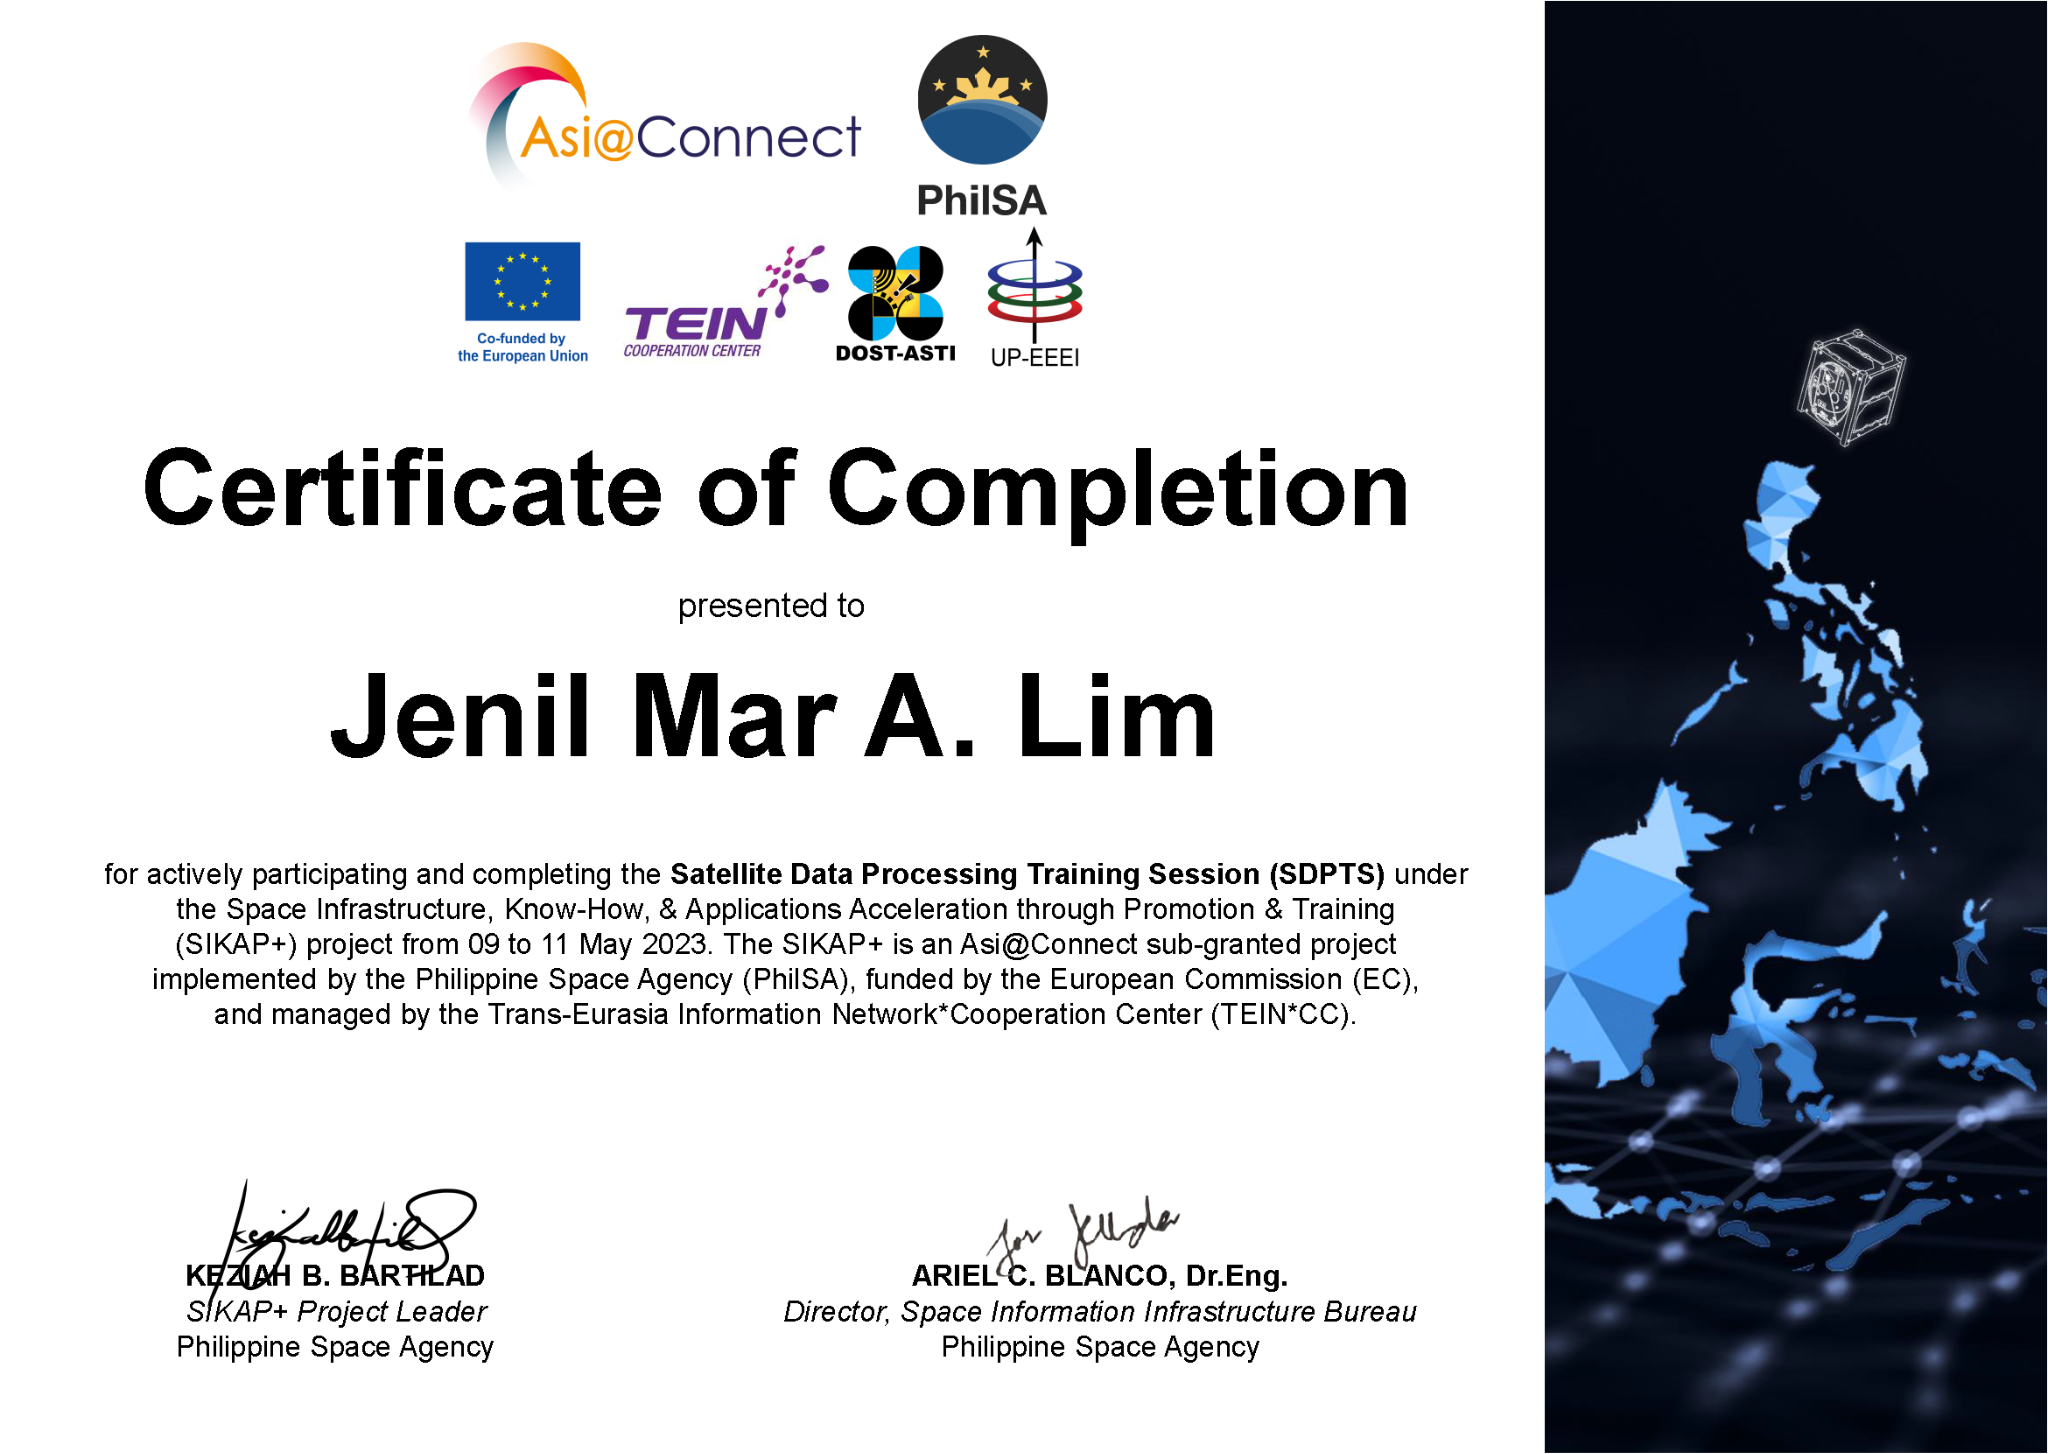 Asi@Connect
PhilSA
Co-funded by
the European Union
TEIN
COOPERATION CENTER
DOST-ASTI
UP-EEEI
Certificate of Completion
presented to
Jenil Mar A. Lim
for actively participating and completing the Satellite Data Processing Training Session (SDPTS) under
the Space Infrastructure, Know-How, & Applications Acceleration through Promotion & Training
(SIKAP+) project from 09 to 11 May 2023. The SIKAP+ is an Asi@Connect sub-granted project
implemented by the Philippine Space Agency (PhilSA), funded by the European Commission (EC),
and managed by the Trans-Eurasia Information Network*Cooperation Center (TEIN*CC).
for
KEZIAH B. BARTILAD
SIKAP+ Project Leader
Philippine Space Agency
ARIEL C. BLANCO, Dr.Eng.
Director, Space Information Infrastructure Bureau
Philippine Space Agency